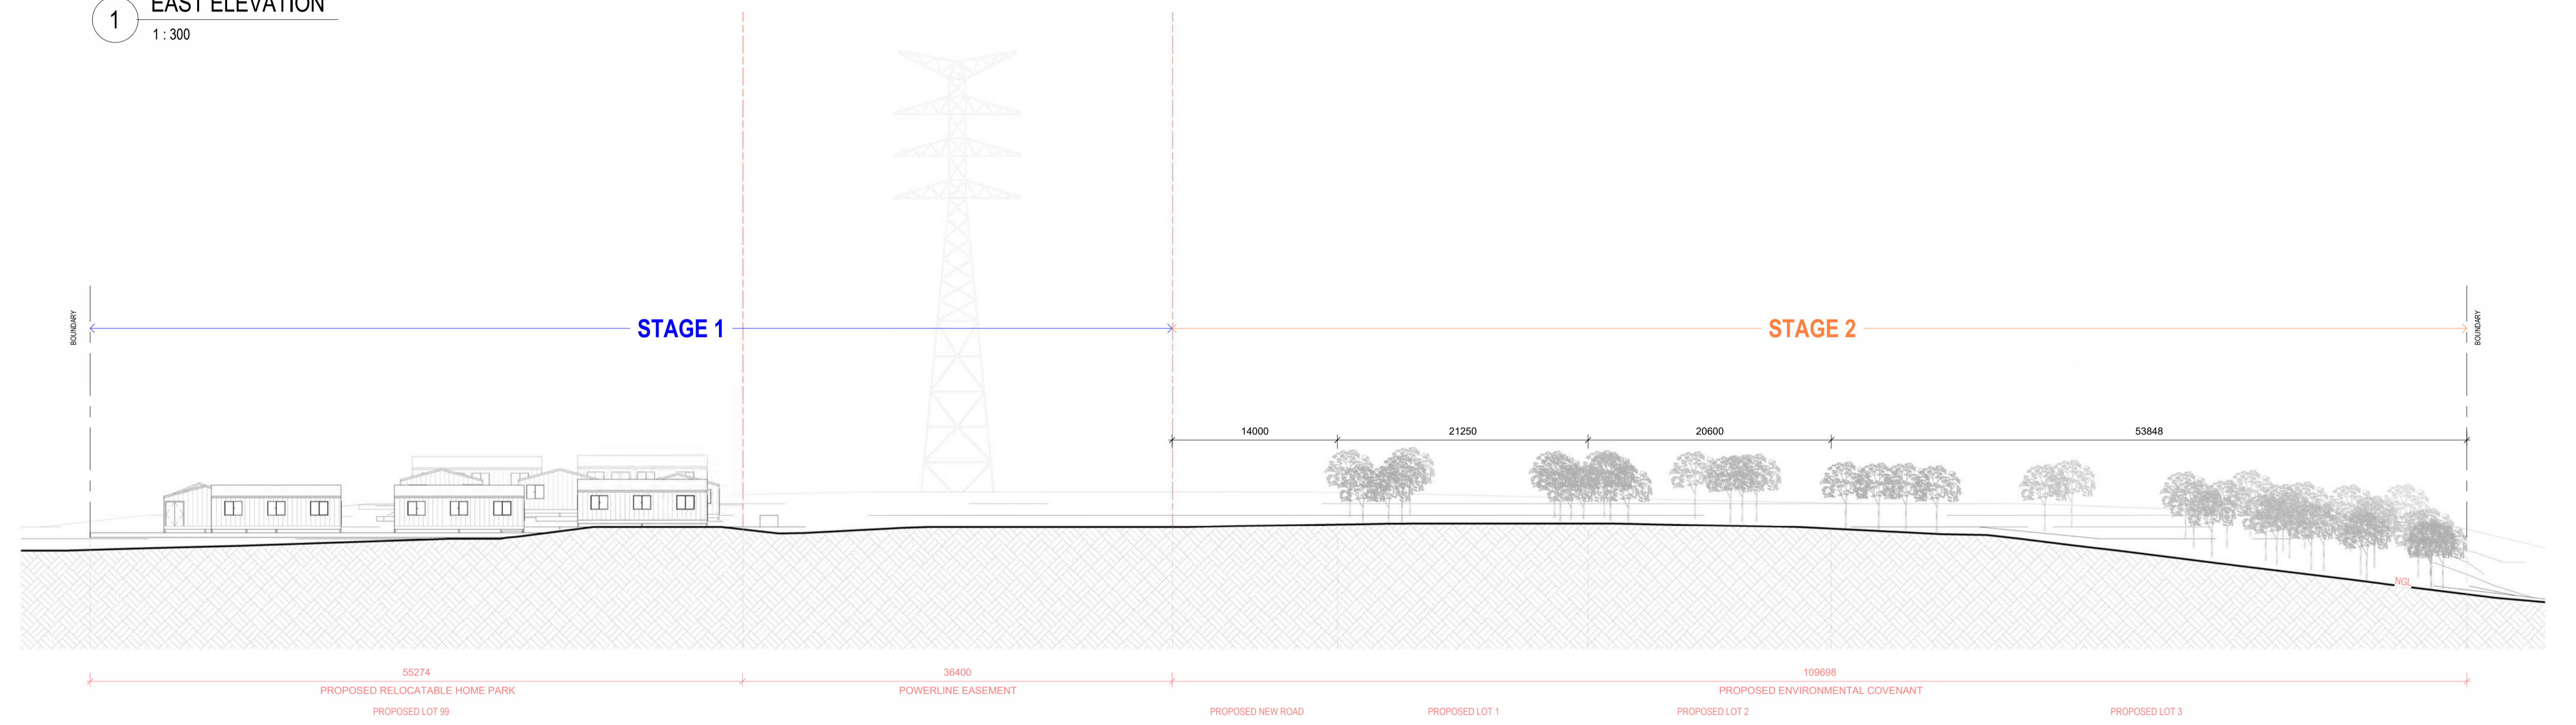 EAST ELEVATION
1
1 : 300
BOUNDARY
STAGE 1
STAGE 2
BOUNDARY
14000
21250
20600
53848
NGL
55274
36400
109698
PROPOSED RELOCATABLE HOME PARK
POWERLINE EASEMENT
PROPOSED ENVIRONMENTAL COVENANT
PROPOSED LOT 99
PROPOSED NEW ROAD
PROPOSED LOT 1
PROPOSED LOT 2
PROPOSED LOT 3